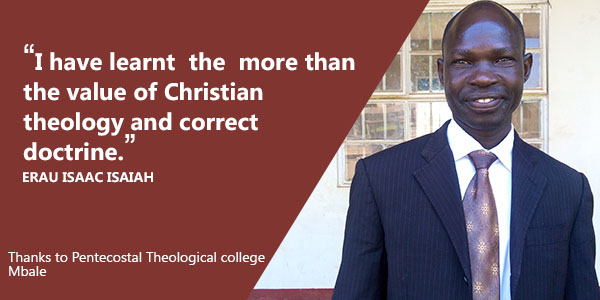 “I have learnt the more than
the value of Christian
theology and correct
doctrine.”
ERAU ISAAC ISAIAH
Thanks to Pentecostal Theological college
Mbale